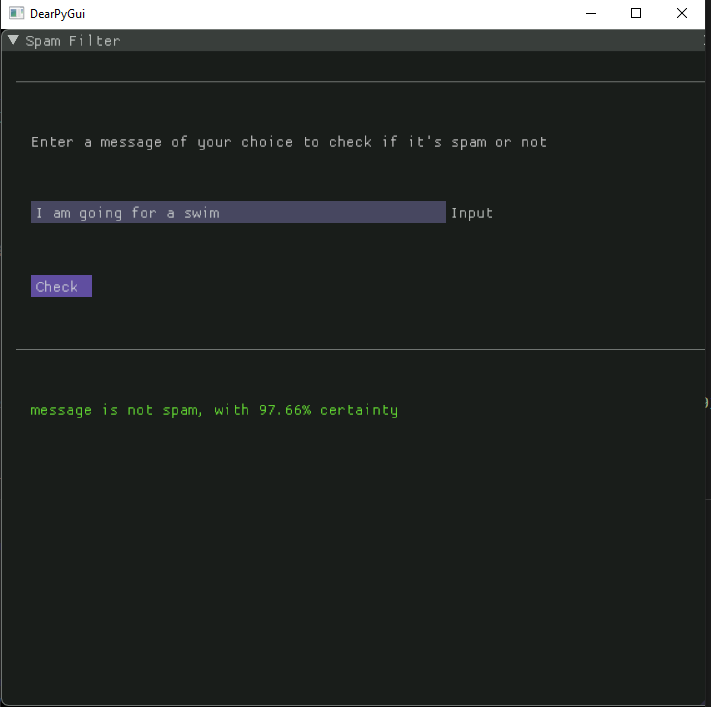 DearPyGui
Spam Filter
Enter a message of your choice to check if it's spam or not
I am going for a swim Input
Check
message is not spam, with 97.66% certainty